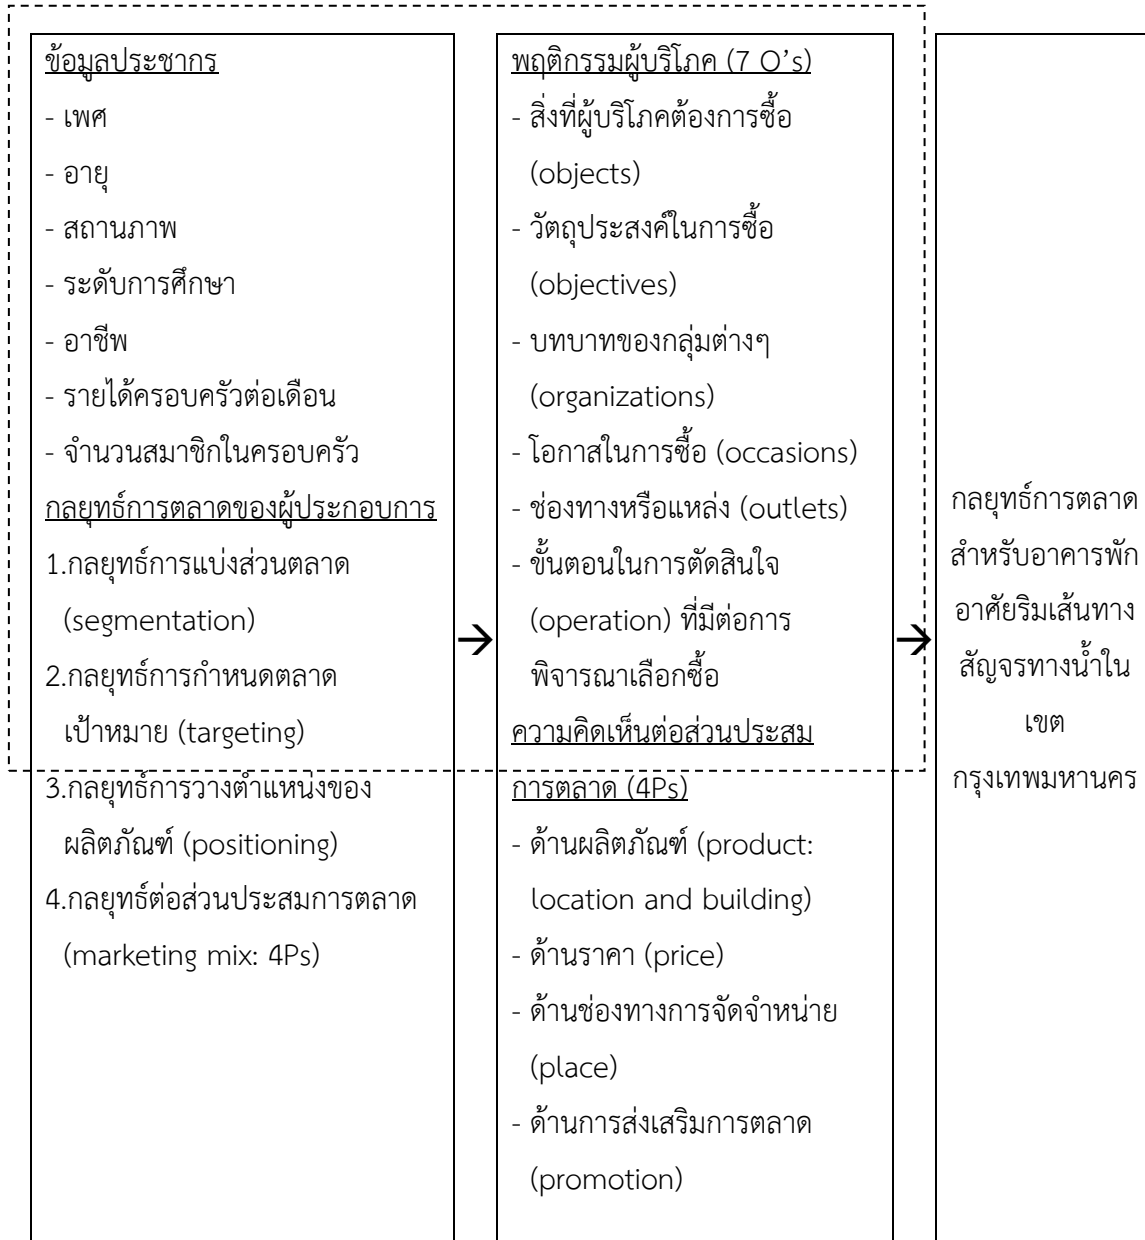 ข้อมูลประชากร
- เพศ
- อายุ
- สถานภาพ
- ระดับการศึกษา
- อาชีพ
- รายได้ครอบครัวต่อเดือน
- จำนวนสมาชิกในครอบครัว
กลยุทธ์การตลาดของผู้ประกอบการ
1.กลยุทธ์การแบ่งส่วนตลาด
(segmentation)
2.กลยุทธ์การกำหนดตลาด
เป้าหมาย (targeting)
3.กลยุทธ์การวางตำแหน่งของ
ผลิตภัณฑ์ (positioning)
4.กลยุทธ์ต่อส่วนประสมการตลาด
(marketing mix: 4Ps)
→
พฤติกรรมผู้บริโภค (7 O’s)
- สิ่งที่ผู้บริโภคต้องการซื้อ
(objects)
- วัตถุประสงค์ในการซื้อ
(objectives)
- บทบาทของกลุ่มต่างๆ
(organizations)
- โอกาสในการซื้อ (occasions)
- ช่องทางหรือแหล่ง (outlets)
- ขั้นตอนในการตัดสินใจ
(operation) ที่มีต่อการ
พิจารณาเลือกซื้อ
ความคิดเห็นต่อส่วนประสม
การตลาด (4Ps)
- ด้านผลิตภัณฑ์ (product:
location and building)
- ด้านราคา (price)
- ด้านช่องทางการจัดจำหน่าย
(place)
- ด้านการส่งเสริมการตลาด
(promotion)
→
กลยุทธ์การตลาด
สำหรับอาคารพัก
อาศัยริมเส้นทาง
สัญจรทางน้ำใน
เขต
กรุงเทพมหานคร